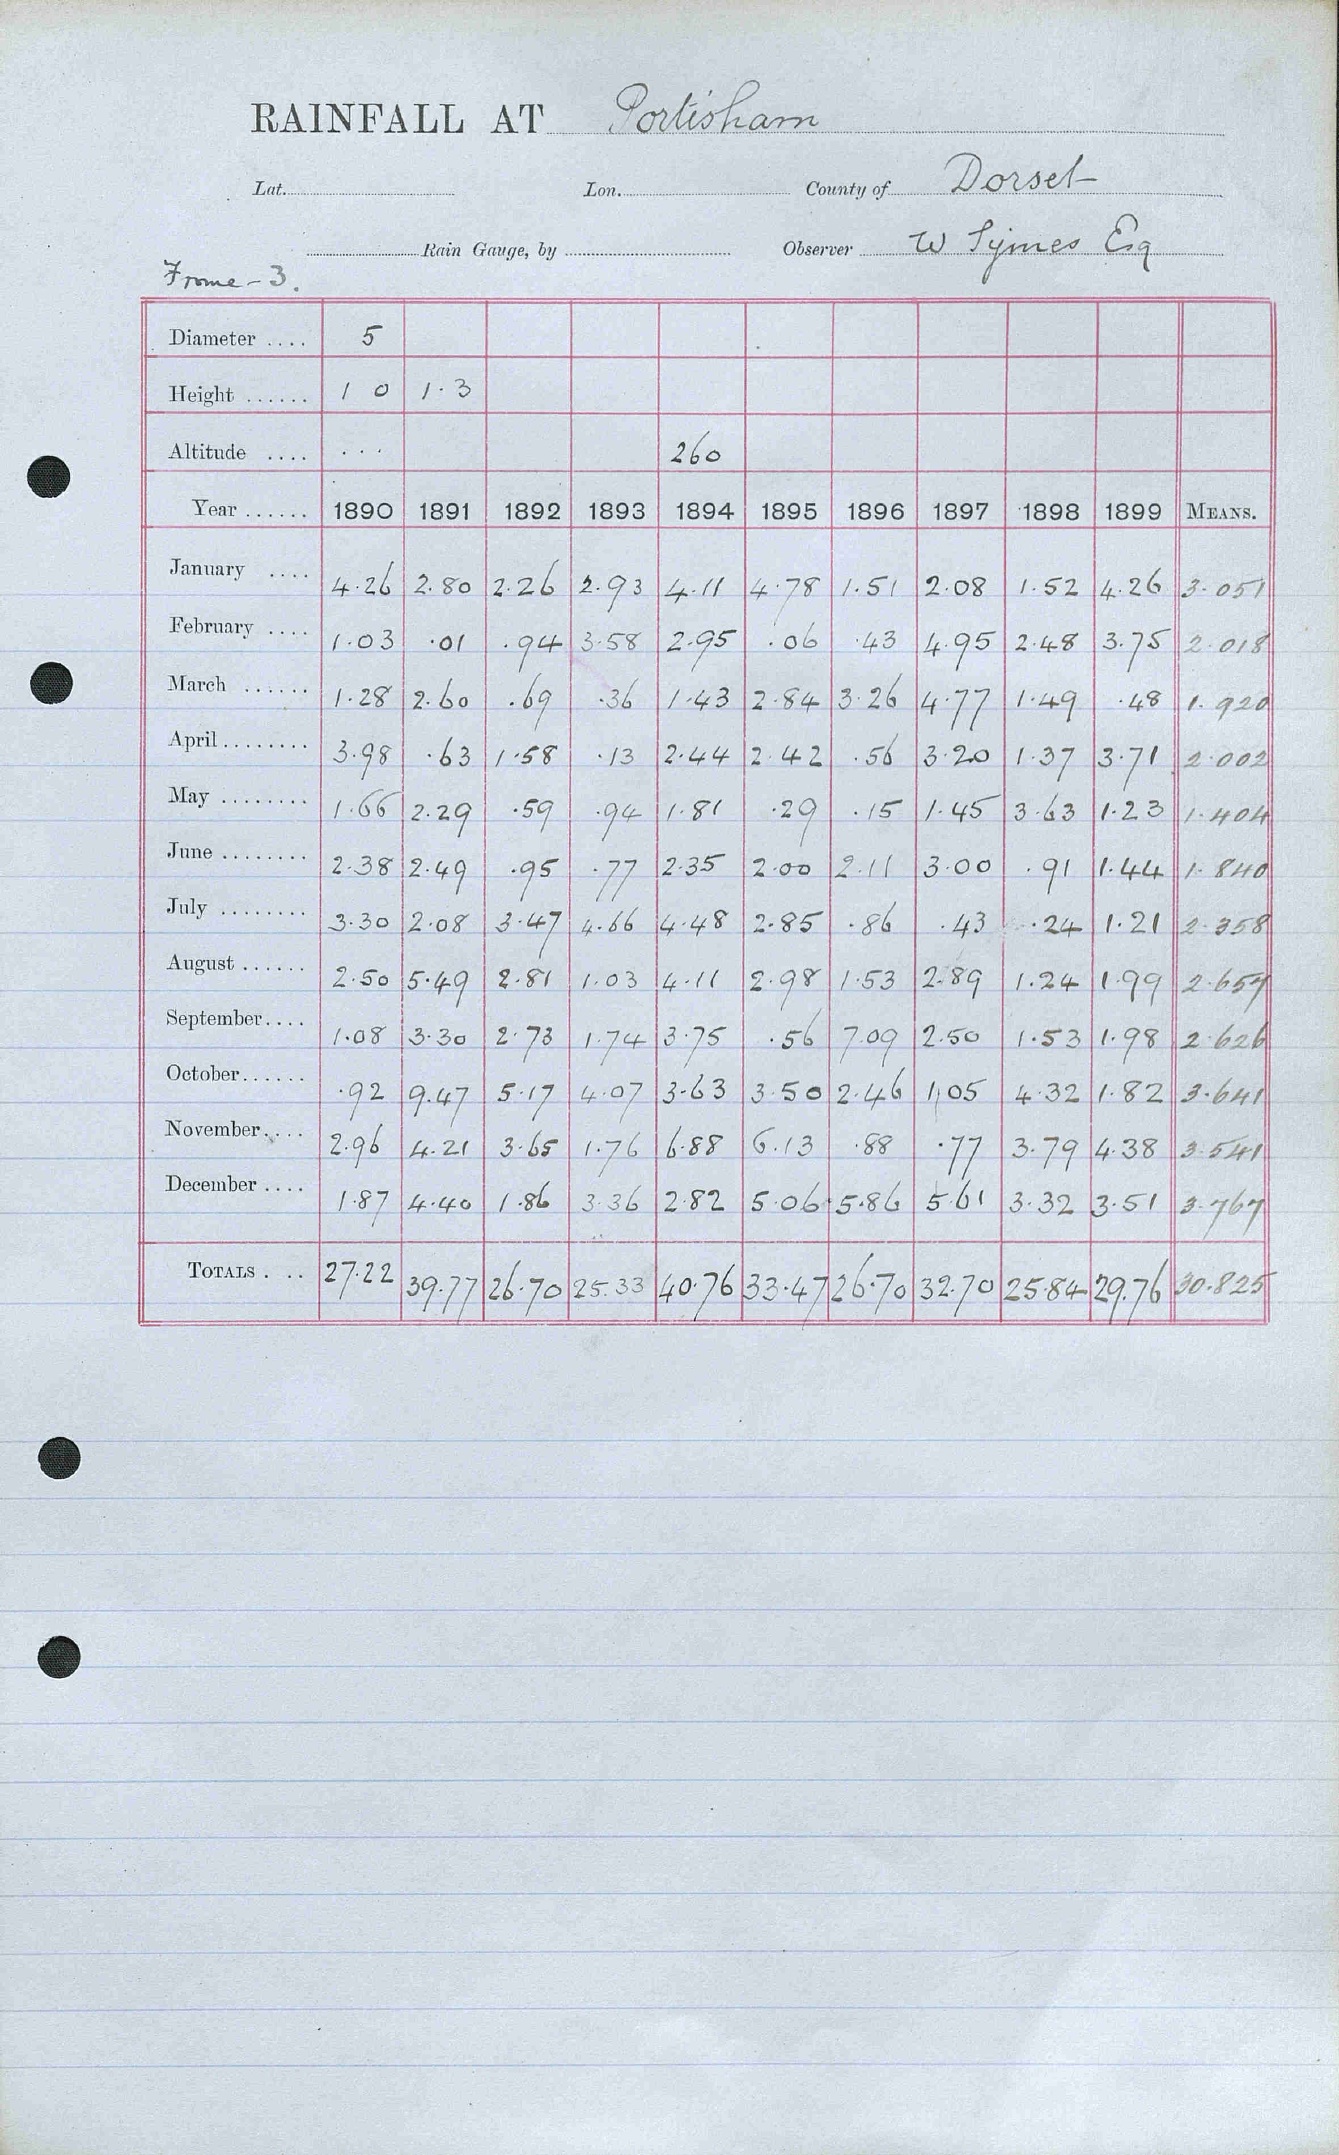 RAINFALL AT Portisham
Lat. Lon. County of Dorset
Rain Gauge, by Observer W Symes Esq
Frome - 3.
Diameter .... 5
Height ...... 1 0 1·3
Altitude .... ... 260
Year ...... 1890 1891 1892 1893 1894 1895 1896 1897 1898 1899 MEANS.
January .... 4·26 2·80 2·26 2·93 4·11 4·78 1·51 2·08 1·52 4·26 3·051
February .... 1·03 ·01 ·94 3·58 2·95 ·06 ·43 4·95 2·48 3·75 2·018
March ...... 1·28 2·60 ·69 ·36 1·43 2·84 3·26 4·77 1·49 ·48 1·920
April ........ 3·98 ·63 1·58 ·13 2·44 2·42 ·56 3·20 1·37 3·71 2·002
May ........ 1·66 2·29 ·59 ·94 1·81 ·29 ·15 1·45 3·63 1·23 1·404
June ........ 2·38 2·49 ·95 ·77 2·35 2·00 2·11 3·00 ·91 1·44 1·840
July ........ 3·30 2·08 3·47 4·66 4·48 2·85 ·86 ·43 ·24 1·21 2·358
August ...... 2·50 5·49 2·81 1·03 4·11 2·98 1·53 2·89 1·24 1·99 2·657
September.... 1·08 3·30 2·73 1·74 3·75 ·56 7·09 2·50 1·53 1·98 2·626
October...... ·92 9·47 5·17 4·07 3·63 3·50 2·46 1·05 4·32 1·82 3·641
November.... 2·96 4·21 3·65 1·76 6·88 6·13 ·88 ·77 3·79 4·38 3·541
December .... 1·87 4·40 1·86 3·36 2·82 5·06 5·86 5·61 3·32 3·51 3·767
TOTALS . .. 27·22 39·77 26·70 25·33 40·76 33·47 26·70 32·70 25·84 29·76 30·825